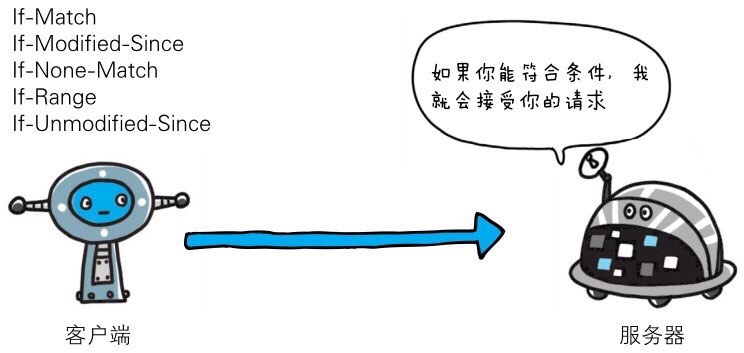 If-Match
If-Modified-Since
If-None-Match
If-Range
If-Unmodified-Since
如果你能符合条件，我
就会接受你的请求
客户端
服务器